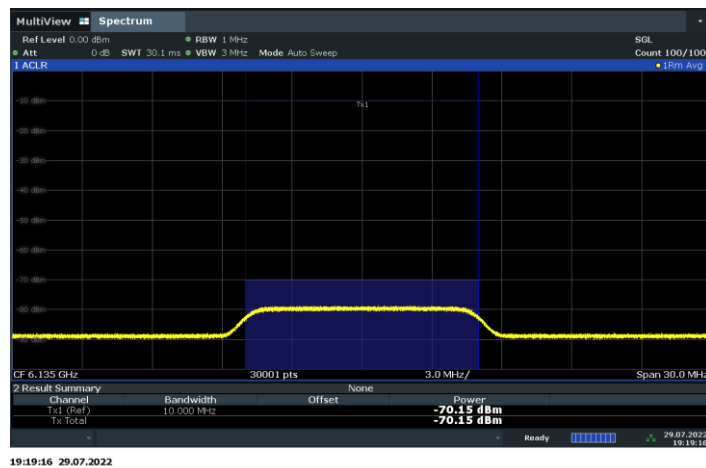 MultiView Spectrum
Ref Level 0.00 dBm RBW 1 MHz SGL
Att 0 dB SWT 30.1 ms VBW 3 MHz Mode Auto Sweep Count 100/100
1 ACLR 1Rm Avg
-10 dBm
Tx1
-20 dBm
-30 dBm
-40 dBm
-50 dBm
-60 dBm
-70 dBm
-80 dBm
CF 6.135 GHz 30001 pts 3.0 MHz/ Span 30.0 MHz
2 Result Summary None
Channel Bandwidth Offset Power
Tx1 (Ref) 10.000 MHz -70.15 dBm
Tx Total -70.15 dBm
Ready 29.07.2022
19:19:16
19:19:16 29.07.2022